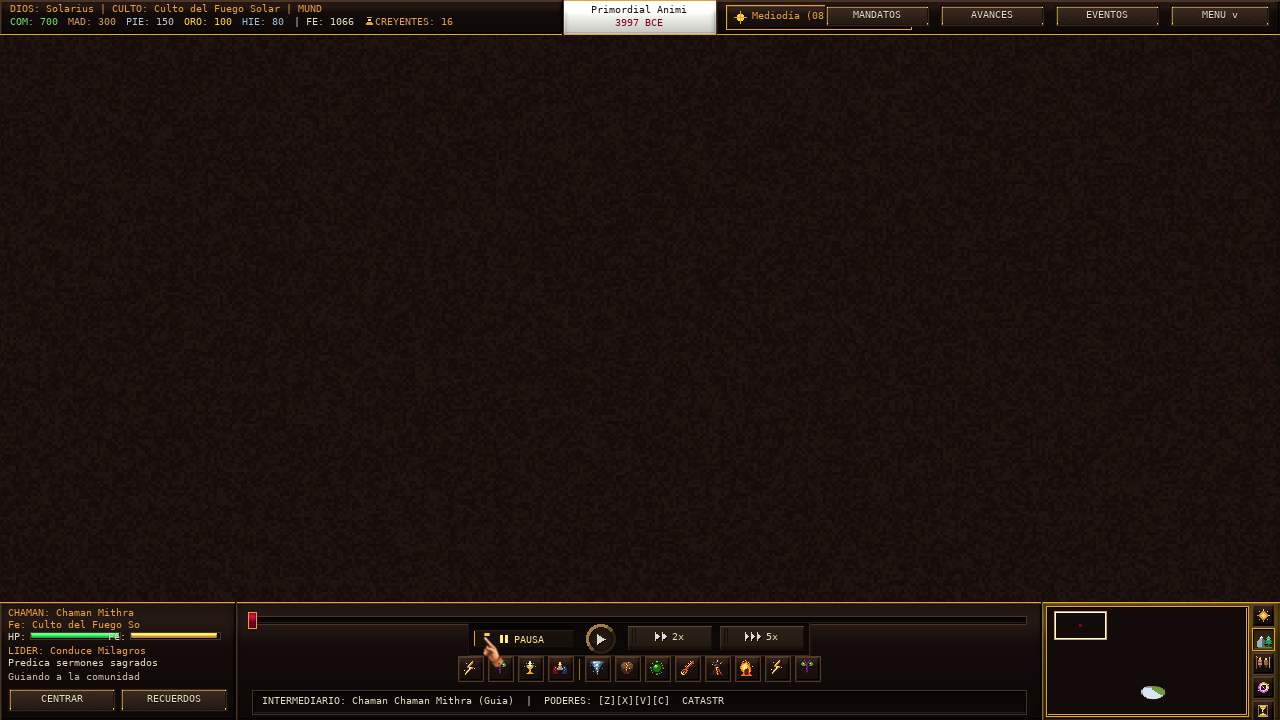 DIOS: Solarius | CULTO: Culto del Fuego Solar | MUND
COM: 700 MAD: 300 PIE: 150 ORO: 100 HIE: 80 | FE: 1066 CREYENTES: 16
Primordial Animi
3997 BCE
Mediodía (08
MANDATOS
AVANCES
EVENTOS
MENU v
CHAMAN: Chaman Mithra
Fe: Culto del Fuego So
HP: Fe:
LIDER: Conduce Milagros
Predica sermones sagrados
Guiando a la comunidad
CENTRAR
RECUERDOS
PAUSA
2x
5x
INTERMEDIARIO: Chaman Chaman Mithra (Guia) | PODERES: [Z][X][V][C] CATASTR